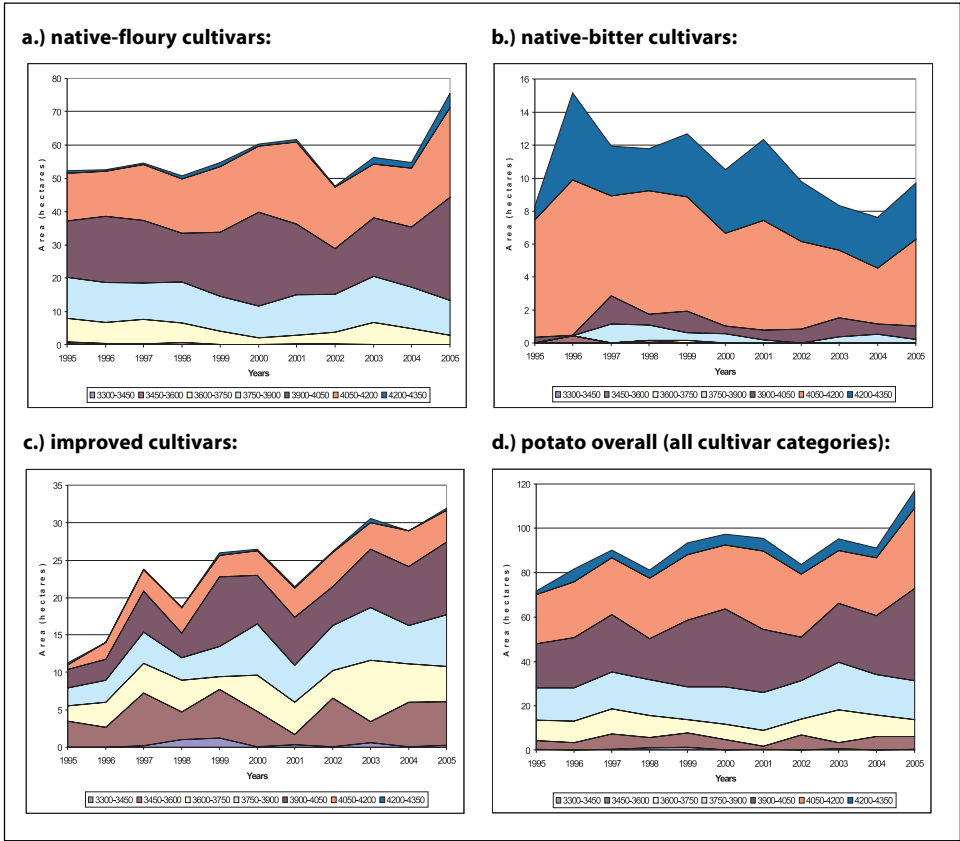 a.) native-floury cultivars:
Area (hectares)
80
70
60
50
40
30
20
10
0
1995 1996 1997 1998 1999 2000 2001 2002 2003 2004 2005
Years
3300-3450 3450-3600 3600-3750 3750-3900 3900-4050 4050-4200 4200-4350
b.) native-bitter cultivars:
Area (hectares)
16
14
12
10
8
6
4
2
0
1995 1996 1997 1998 1999 2000 2001 2002 2003 2004 2005
Years
3300-3450 3450-3600 3600-3750 3750-3900 3900-4050 4050-4200 4200-4350
c.) improved cultivars:
Area (hectares)
35
30
25
20
15
10
5
0
1995 1996 1997 1998 1999 2000 2001 2002 2003 2004 2005
Years
3300-3450 3450-3600 3600-3750 3750-3900 3900-4050 4050-4200 4200-4350
d.) potato overall (all cultivar categories):
Area (hectares)
120
100
80
60
40
20
0
1995 1996 1997 1998 1999 2000 2001 2002 2003 2004 2005
Years
3300-3450 3450-3600 3600-3750 3750-3900 3900-4050 4050-4200 4200-4350